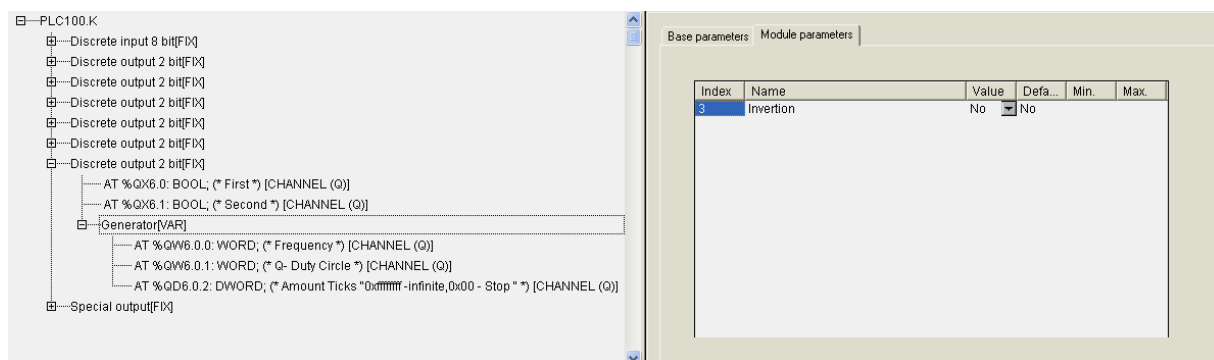 PLC100.K
Discrete input 8 bit[FIX]
Discrete output 2 bit[FIX]
Discrete output 2 bit[FIX]
Discrete output 2 bit[FIX]
Discrete output 2 bit[FIX]
Discrete output 2 bit[FIX]
Discrete output 2 bit[FIX]
AT %QX6.0: BOOL; (* First *) [CHANNEL (Q)]
AT %QX6.1: BOOL; (* Second *) [CHANNEL (Q)]
Generator[VAR]
AT %QW6.0.0: WORD; (* Frequency *) [CHANNEL (Q)]
AT %QW6.0.1: WORD; (* Q- Duty Circle *) [CHANNEL (Q)]
AT %QD6.0.2: DWORD; (* Amount Ticks "0xffffffff -infinite,0x00 - Stop " *) [CHANNEL (Q)]
Special output[FIX]
Base parameters Module parameters
Index Name Value Defa... Min. Max.
3 Invertion No No